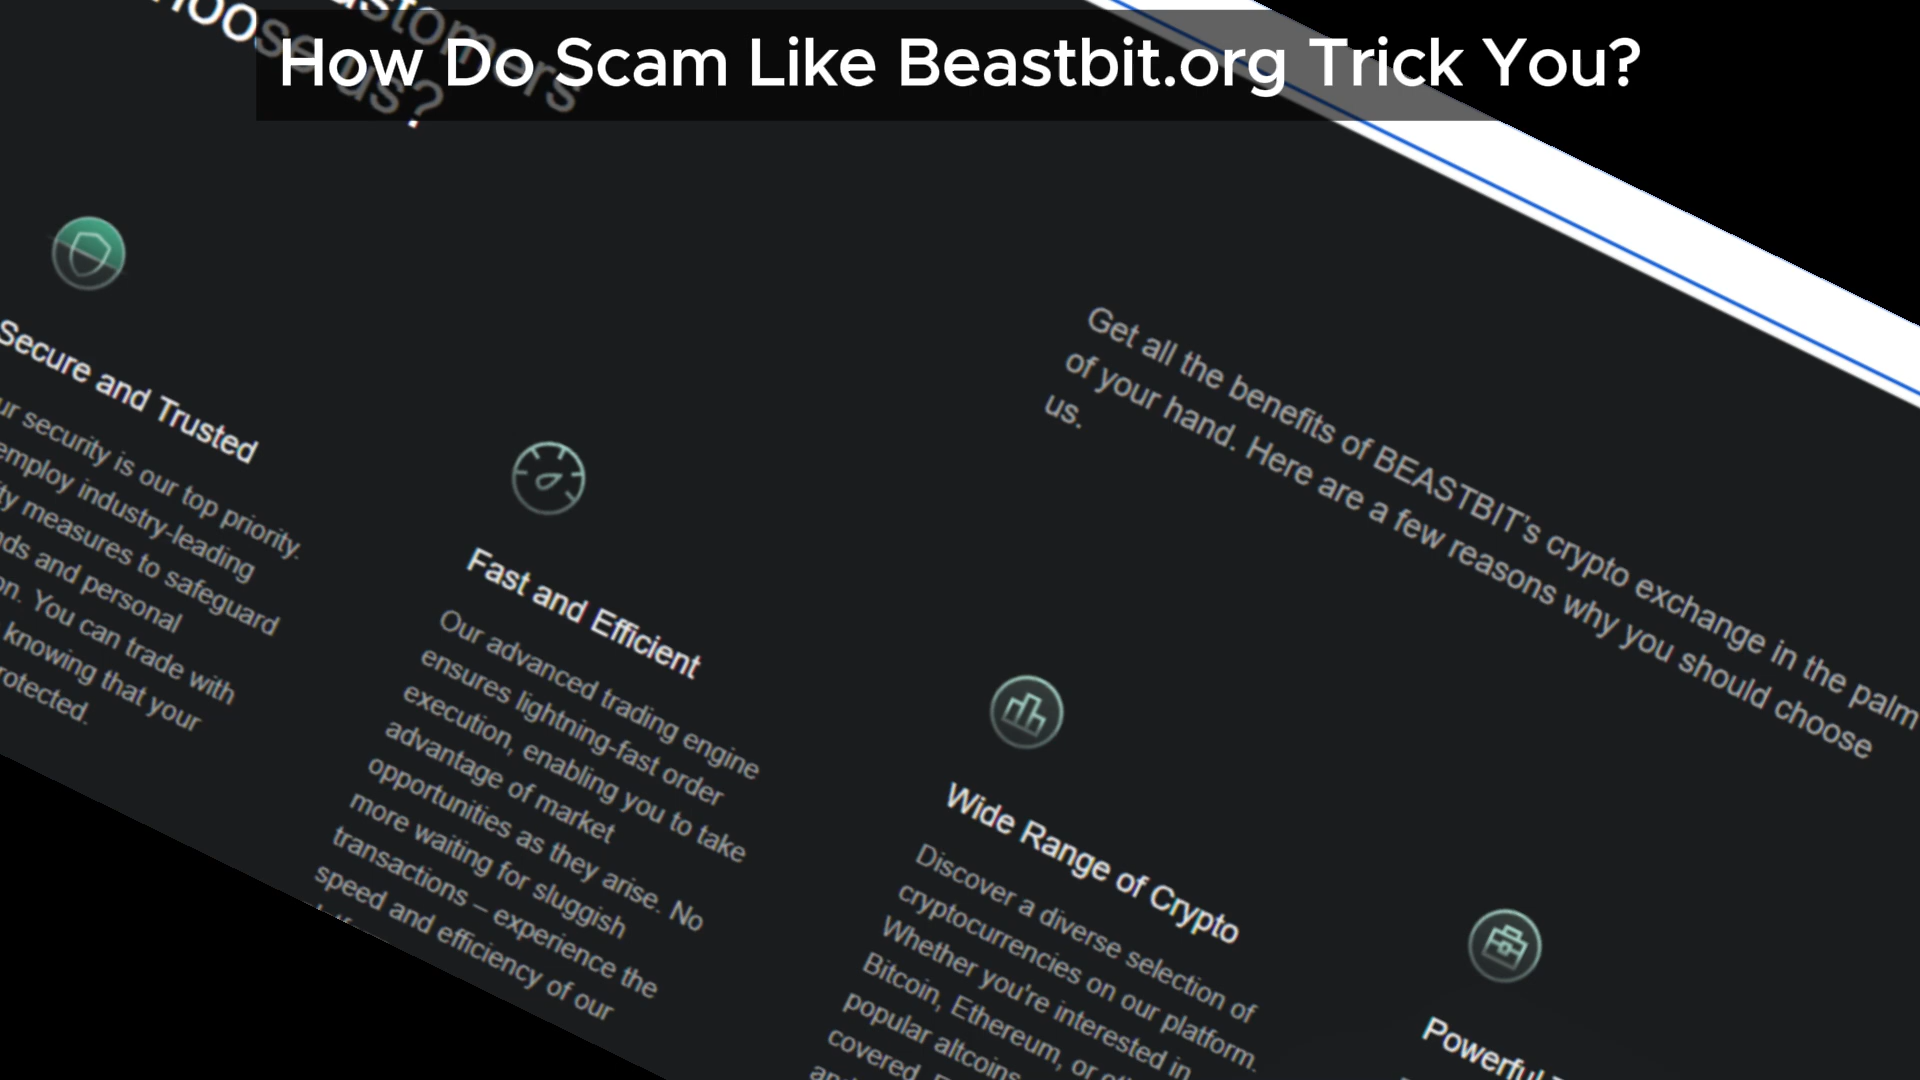 How Do Scam Like Beastbit.org Trick You?
us?
Get all the benefits of BEASTBIT's crypto exchange in the palm
of your hand. Here are a few reasons why you should choose
us.
Secure and Trusted
security is our top priority.
employ industry-leading
measures to safeguard
and personal
You can trade with
knowing that your
Fast and Efficient
Our advanced trading engine
ensures lightning-fast order
execution, enabling you to take
advantage of market
opportunities as they arise. No
more waiting for sluggish
transactions – experience the
speed and efficiency of our
Wide Range of Crypto
Discover a diverse selection of
cryptocurrencies on our platform.
Whether you're interested in
Bitcoin, Ethereum, or
popular altcoins
covered.
Powerful